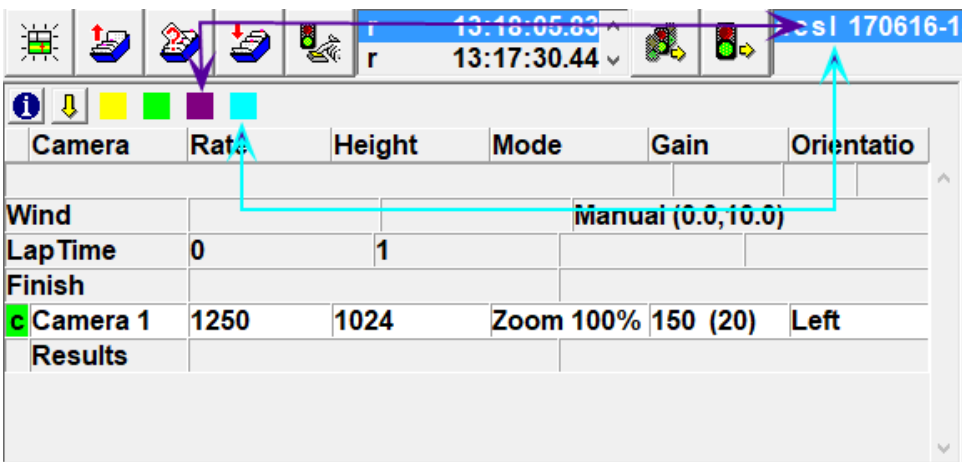 r 13:18:05.83
csl 170616-1
r 13:17:30.44
Camera Rate Height Mode Gain Orientatio
Wind Manual (0.0,10.0)
LapTime 0 1
Finish
c Camera 1 1250 1024 Zoom 100% 150 (20) Left
Results